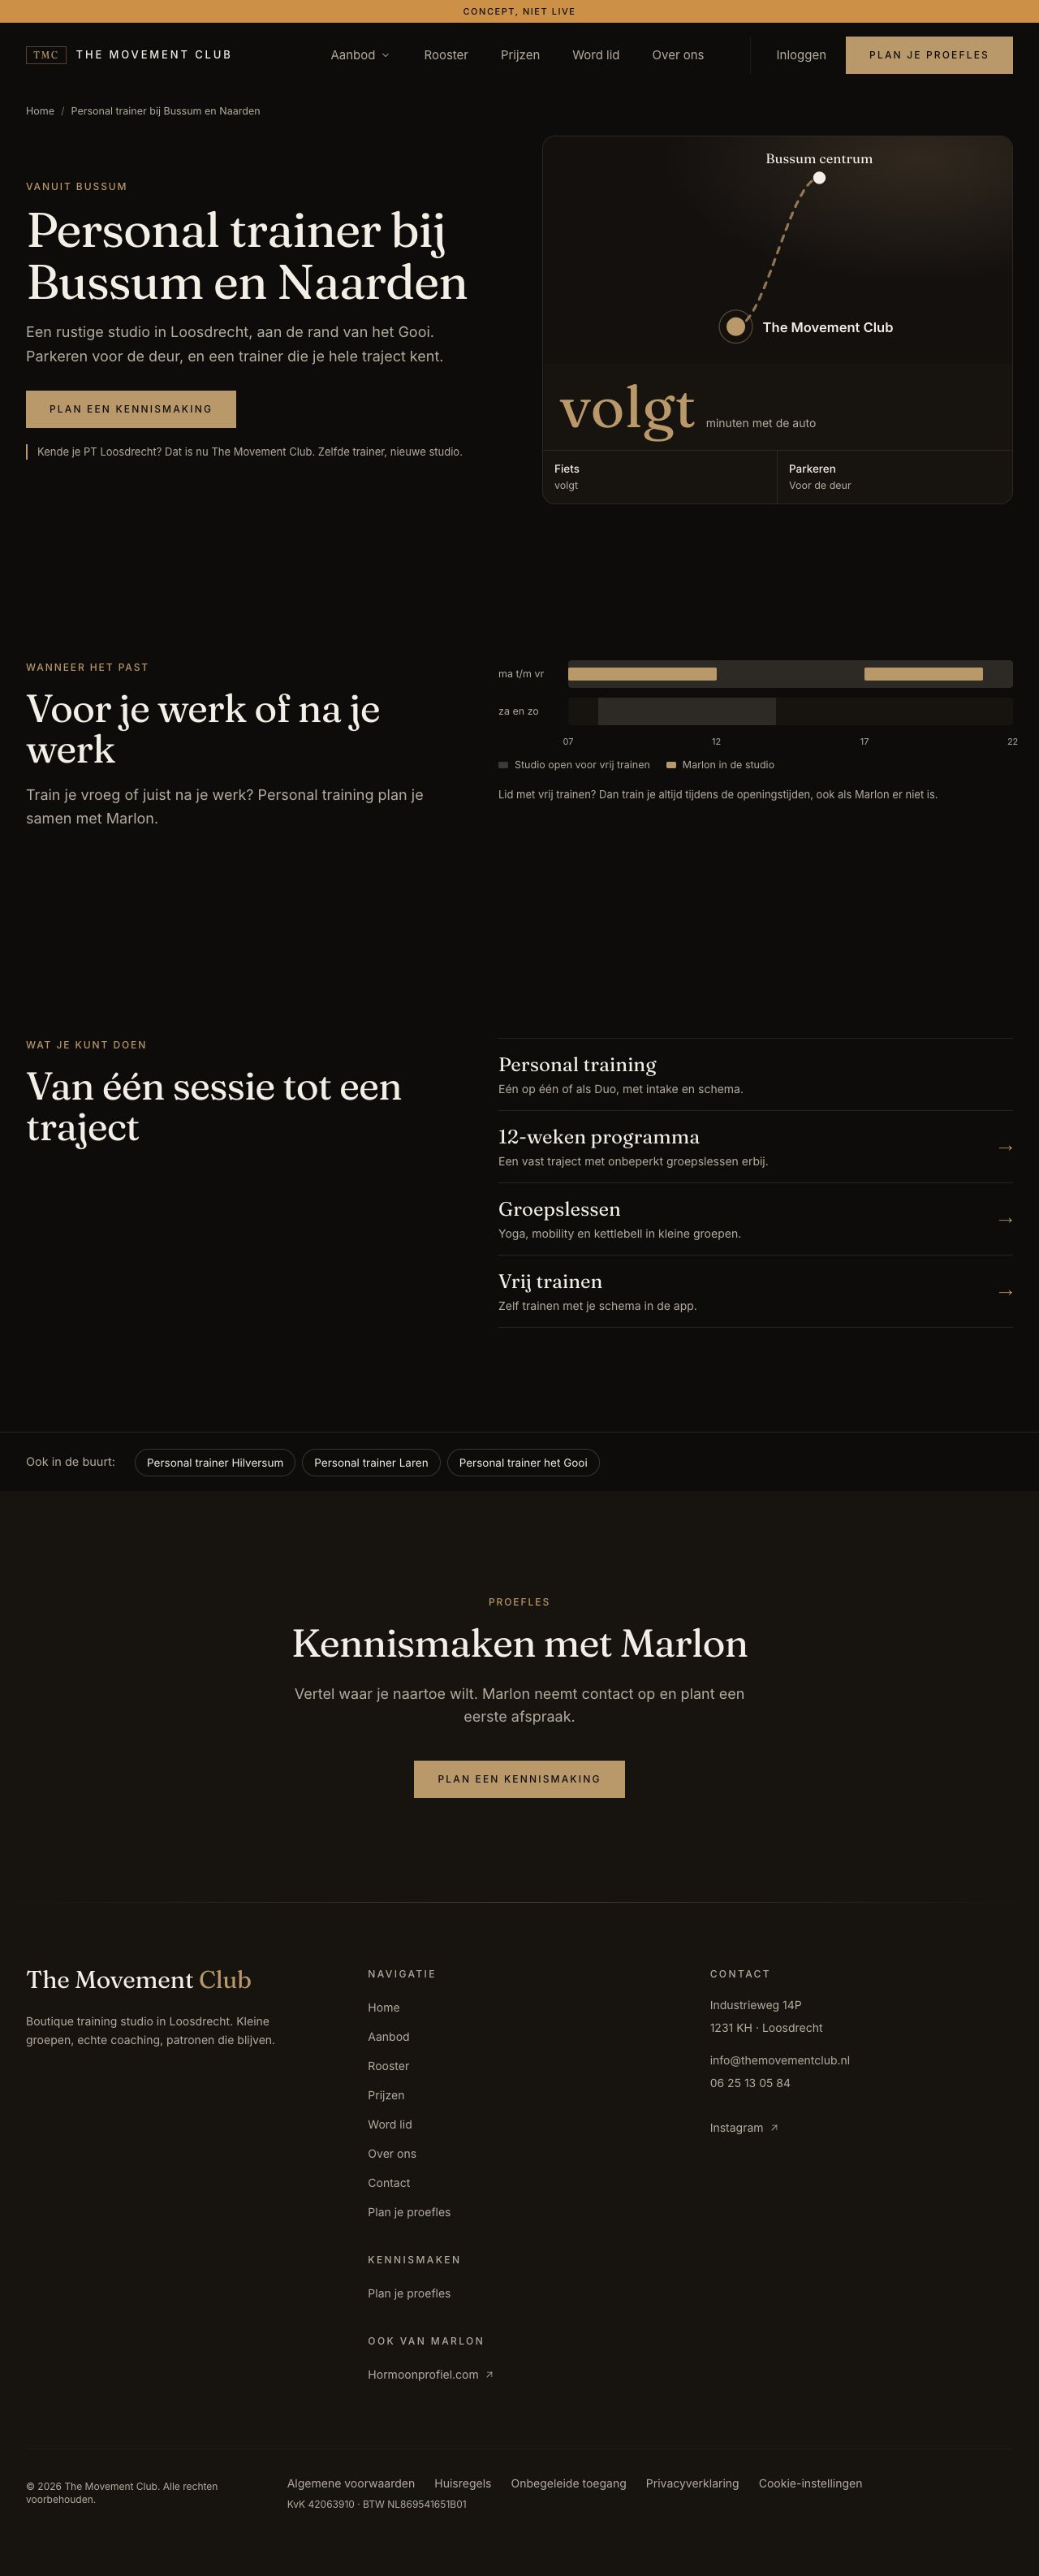 CONCEPT, NIET LIVE
TMC THE MOVEMENT CLUB
Aanbod Rooster Prijzen Word lid Over ons Inloggen PLAN JE PROEFLES
Home / Personal trainer bij Bussum en Naarden
VANUIT BUSSUM
Personal trainer bij
Bussum en Naarden
Een rustige studio in Loosdrecht, aan de rand van het Gooi.
Parkeren voor de deur, en een trainer die je hele traject kent.
PLAN EEN KENNISMAKING
Kende je PT Loosdrecht? Dat is nu The Movement Club. Zelfde trainer, nieuwe studio.
Bussum centrum
The Movement Club
volgt minuten met de auto
Fiets
volgt
Parkeren
Voor de deur
WANNEER HET PAST
Voor je werk of na je
werk
Train je vroeg of juist na je werk? Personal training plan je
samen met Marlon.
ma t/m vr
za en zo
07 12 17 22
Studio open voor vrij trainen Marlon in de studio
Lid met vrij trainen? Dan train je altijd tijdens de openingstijden, ook als Marlon er niet is.
WAT JE KUNT DOEN
Van één sessie tot een
traject
Personal training
Eén op één of als Duo, met intake en schema.
12-weken programma
Een vast traject met onbeperkt groepslessen erbij.
→
Groepslessen
Yoga, mobility en kettlebell in kleine groepen.
→
Vrij trainen
Zelf trainen met je schema in de app.
→
Ook in de buurt: Personal trainer Hilversum Personal trainer Laren Personal trainer het Gooi
PROEFLES
Kennismaken met Marlon
Vertel waar je naartoe wilt. Marlon neemt contact op en plant een
eerste afspraak.
PLAN EEN KENNISMAKING
The Movement Club
Boutique training studio in Loosdrecht. Kleine
groepen, echte coaching, patronen die blijven.
NAVIGATIE
Home
Aanbod
Rooster
Prijzen
Word lid
Over ons
Contact
Plan je proefles
KENNISMAKEN
Plan je proefles
OOK VAN MARLON
Hormoonprofiel.com ↗
CONTACT
Industrieweg 14P
1231 KH · Loosdrecht
info@themovementclub.nl
06 25 13 05 84
Instagram ↗
© 2026 The Movement Club. Alle rechten
voorbehouden.
Algemene voorwaarden Huisregels Onbegeleide toegang Privacyverklaring Cookie-instellingen
KvK 42063910 · BTW NL869541651B01